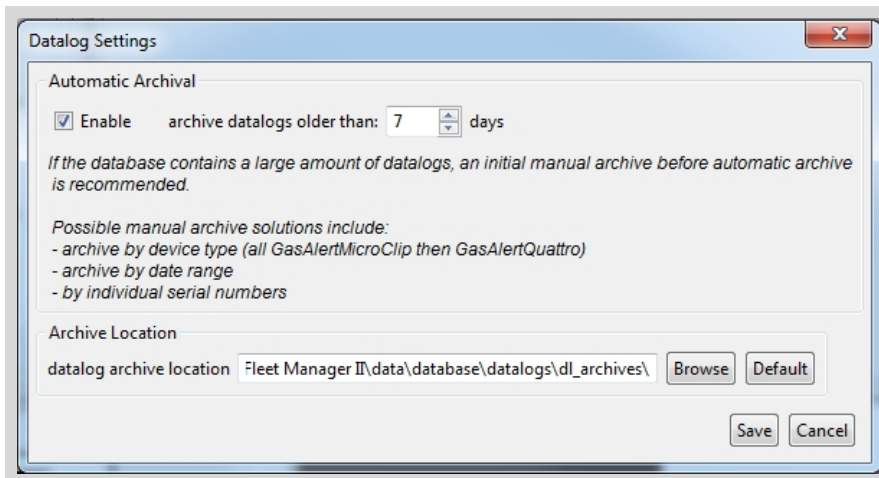 Datalog Settings
Automatic Archival
Enable archive datalogs older than: 7 days
If the database contains a large amount of datalogs, an initial manual archive before automatic archive
is recommended.
Possible manual archive solutions include:
- archive by device type (all GasAlertMicroClip then GasAlertQuattro)
- archive by date range
- by individual serial numbers
Archive Location
datalog archive location Fleet Manager II\data\database\datalogs\dl_archives\ Browse Default
Save Cancel